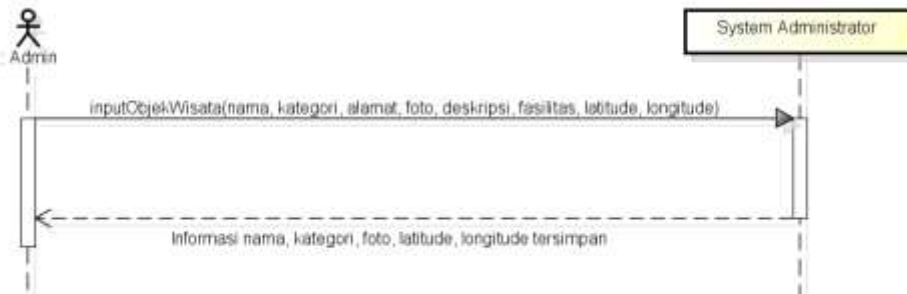 System Administrator
Admin
inputObjekWisata(nama, kategori, alamat, foto, deskripsi, fasilitas, latitude, longitude)
Informasi nama, kategori, foto, latitude, longitude tersimpan